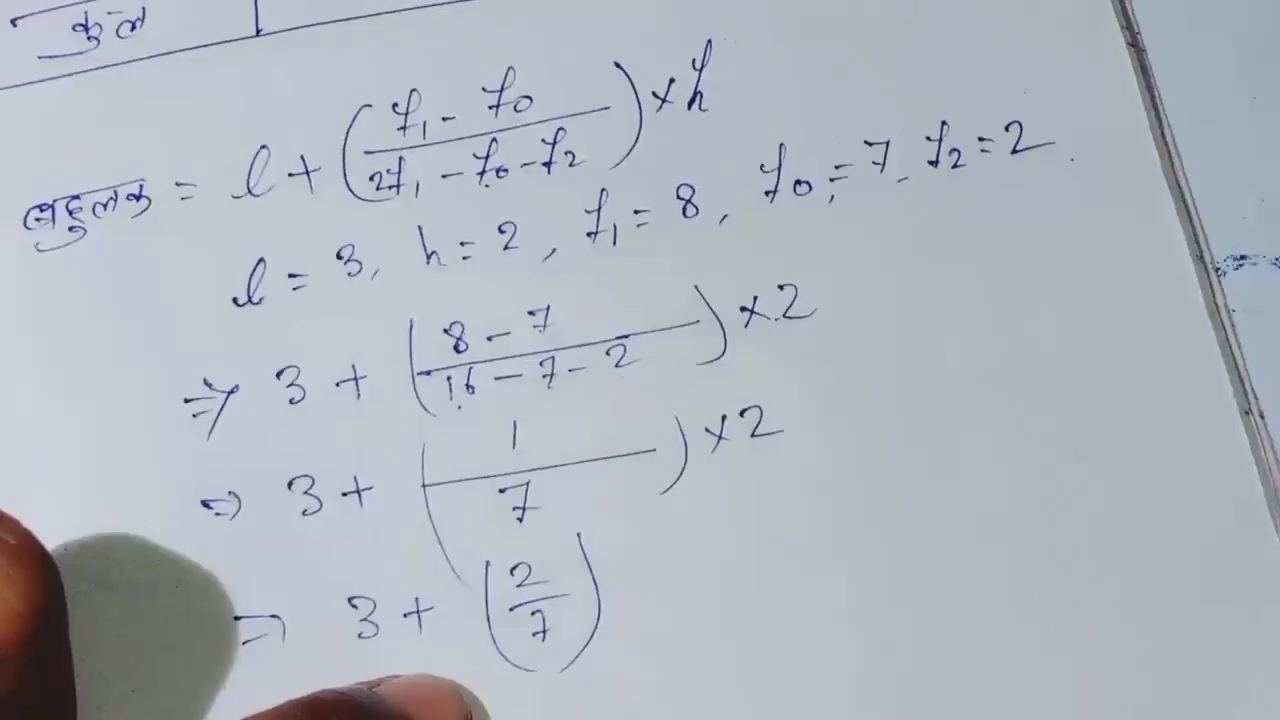 कुल
बहुलक = l + (f₁ - f₀ / 2f₁ - f₀ - f₂) × h
l = 3, h = 2, f₁ = 8, f₀ = 7, f₂ = 2
⇒ 3 + (8 - 7 / 16 - 7 - 2) × 2
⇒ 3 + (1 / 7) × 2
⇒ 3 + (2 / 7)